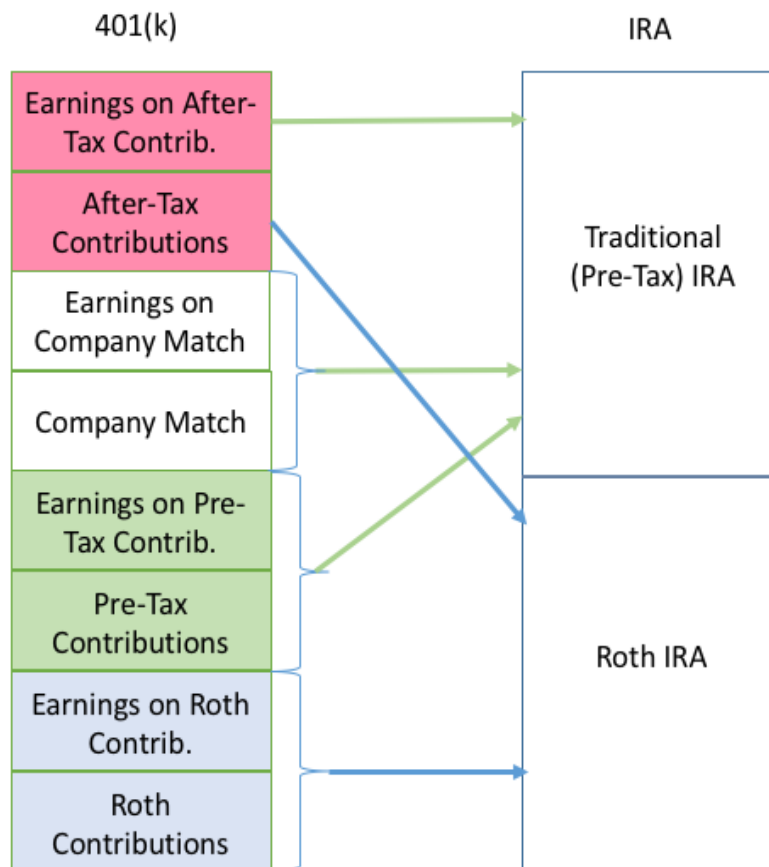 401(k)
IRA
Earnings on After-
Tax Contrib.
After-Tax
Contributions
Earnings on
Company Match
Company Match
Earnings on Pre-
Tax Contrib.
Pre-Tax
Contributions
Earnings on Roth
Contrib.
Roth
Contributions
Traditional
(Pre-Tax) IRA
Roth IRA